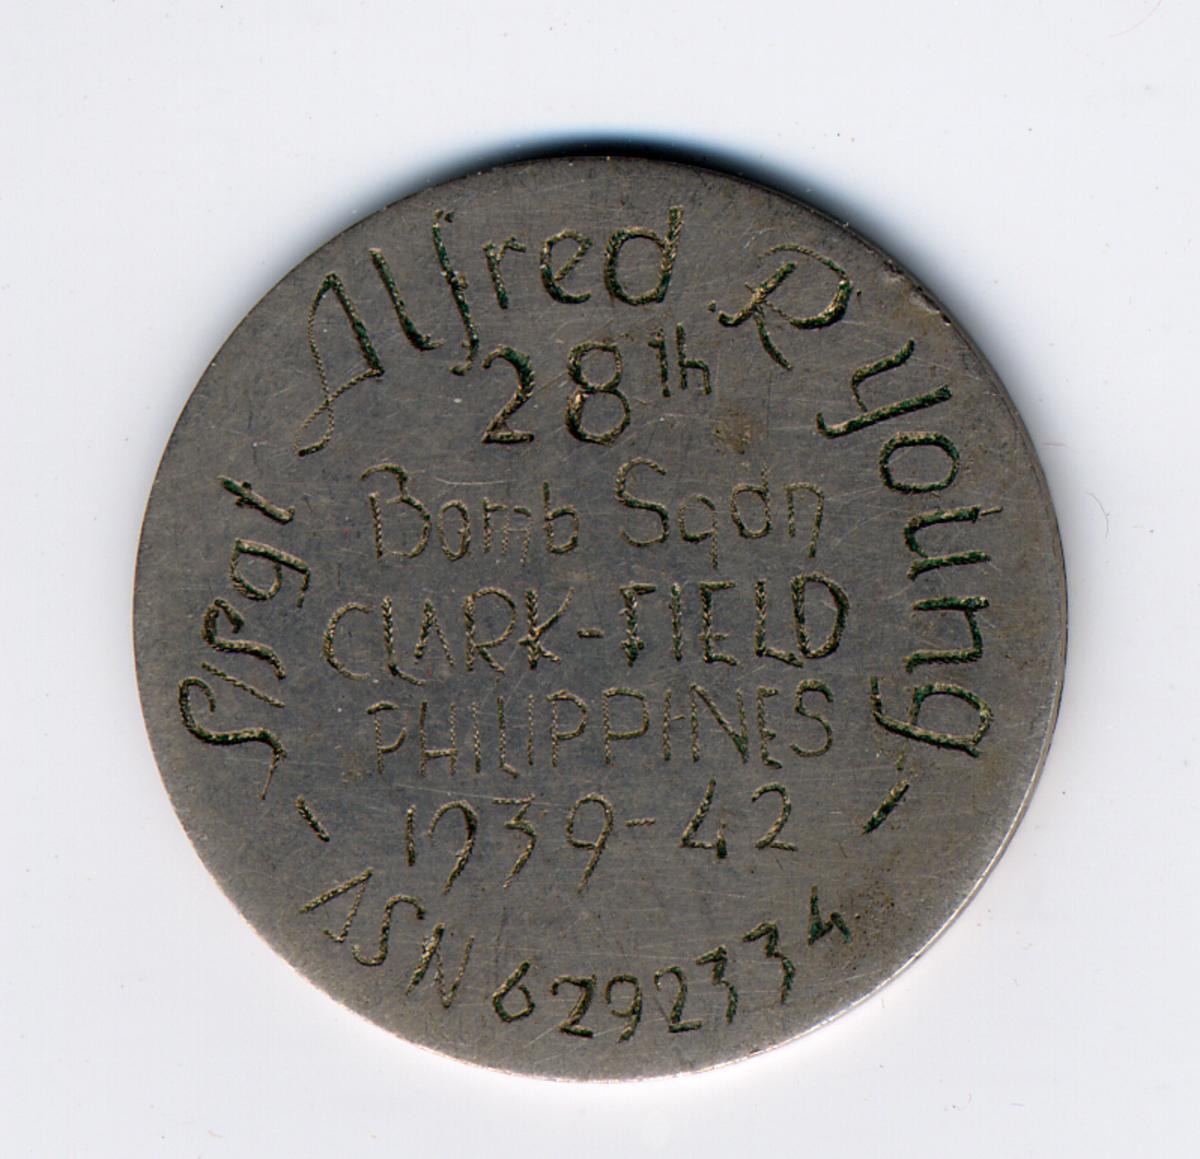 S/Sgt Alfred R Young
28th
Bomb Sqdn
CLARK-FIELD
PHILIPPINES
- 1939-42 -
ASN 6292334